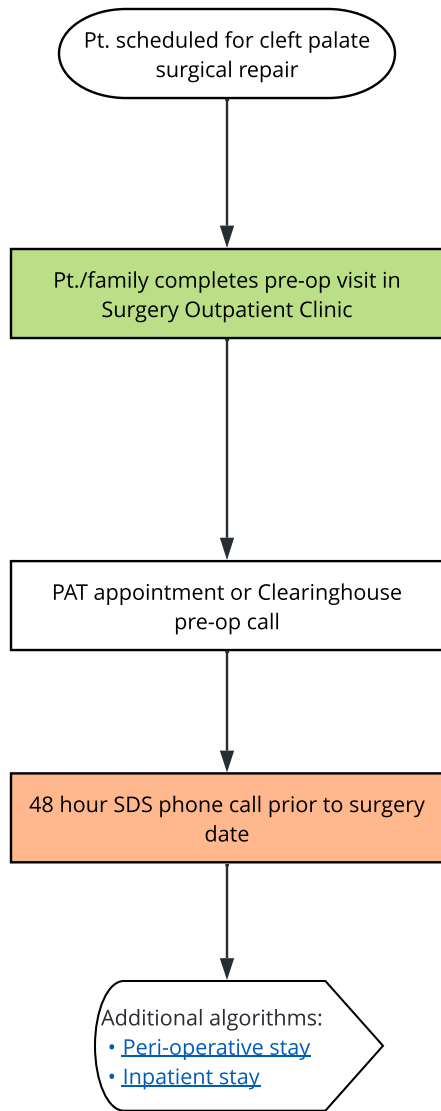 Pt. scheduled for cleft palate
surgical repair
Pt./family completes pre-op visit in
Surgery Outpatient Clinic
PAT appointment or Clearinghouse
pre-op call
48 hour SDS phone call prior to surgery
date
Additional algorithms:
• Peri-operative stay
• Inpatient stay